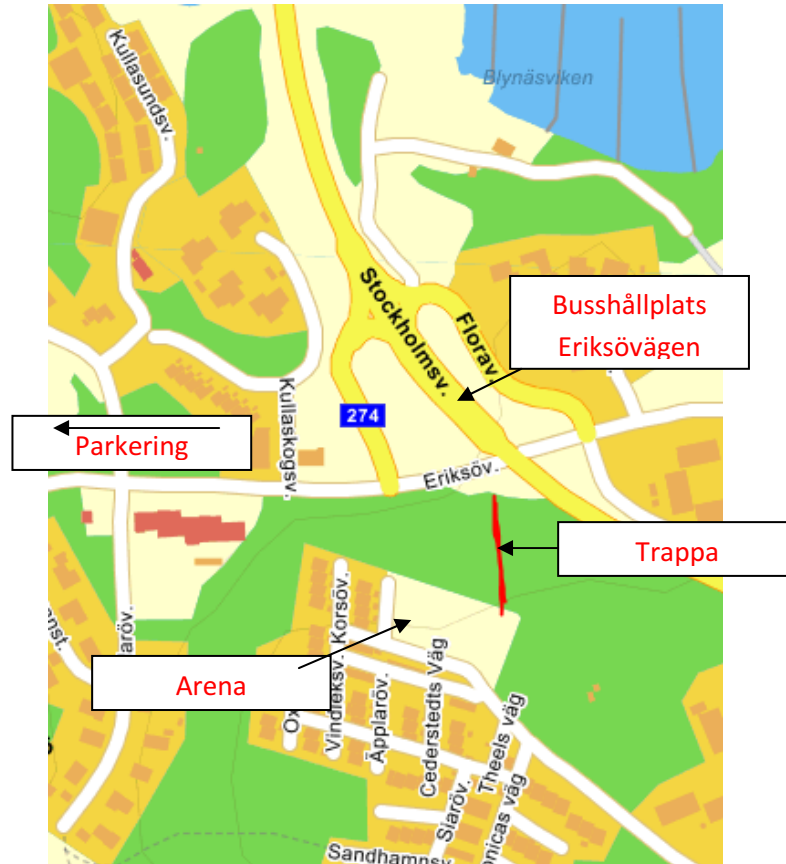 Kullasundsv.
Blynäsviken
Stockholmsv.
Florav.
Busshållplats
Eriksövägen
274
Parkering
Kullaskogsv.
Eriksöv.
Trappa
Arena
Korsöv.
Vindleksv.
Äpplaröv.
Cederstedts Väg
Theels väg
Siaröv.
Sandhamnsv.